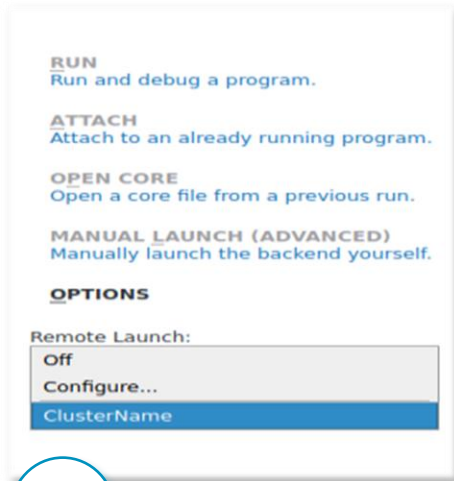 RUN
Run and debug a program.
ATTACH
Attach to an already running program.
OPEN CORE
Open a core file from a previous run.
MANUAL LAUNCH (ADVANCED)
Manually launch the backend yourself.
OPTIONS
Remote Launch:
Off
Configure...
ClusterName